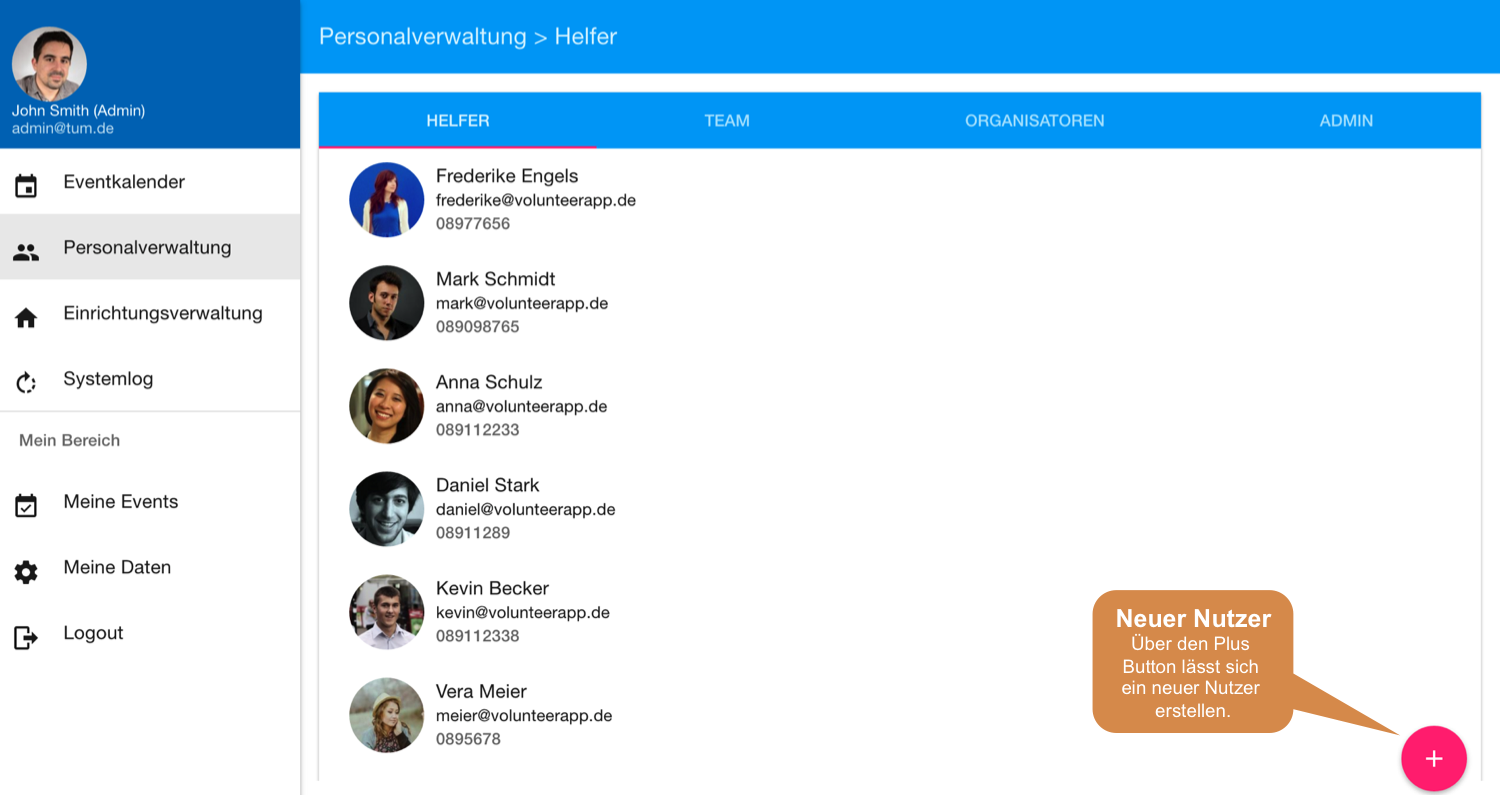 John Smith (Admin)
admin@tum.de
Eventkalender
Personalverwaltung
Einrichtungsverwaltung
Systemlog
Mein Bereich
Meine Events
Meine Daten
Logout
Personalverwaltung > Helfer
HELFER TEAM ORGANISATOREN ADMIN
Frederike Engels
frederike@volunteerapp.de
08977656
Mark Schmidt
mark@volunteerapp.de
089098765
Anna Schulz
anna@volunteerapp.de
089112233
Daniel Stark
daniel@volunteerapp.de
08911289
Kevin Becker
kevin@volunteerapp.de
089112338
Vera Meier
meier@volunteerapp.de
0895678
Neuer Nutzer
Über den Plus
Button lässt sich
ein neuer Nutzer
erstellen.
+